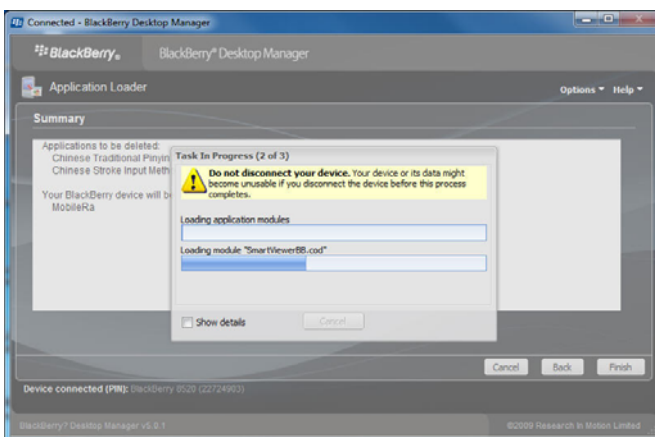 Connected - BlackBerry Desktop Manager
BlackBerry® BlackBerry® Desktop Manager
Application Loader
Options Help
Summary
Applications to be deleted:
Chinese Traditional Pinyin
Chinese Stroke Input Meth
Your BlackBerry device will b
MobileRa
Task In Progress (2 of 3)
Do not disconnect your device. Your device or its data might
become unusable if you disconnect the device before this process
completes.
Loading application modules
Loading module "SmartViewerBB.cod"
Show details
Cancel
Cancel Back Finish
Device connected (PIN): BlackBerry 8520 (22724903)
BlackBerry? Desktop Manager v5.0.1
©2009 Research In Motion Limited